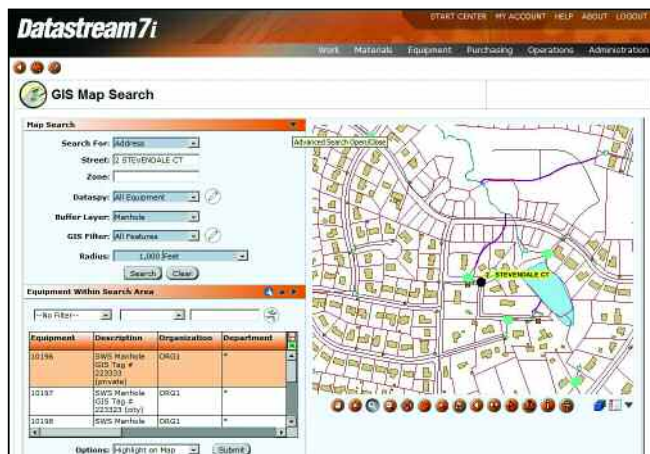 Datastream7i
START CENTER MY ACCOUNT HELP ABOUT LOGOUT
Work Materials Equipment Purchasing Operations Administration
GIS Map Search
Map Search
Advanced Search Open/Close
Search For: Address
Street: 2 STEVENDALE CT
Zone:
Dataspy: All Equipment
Buffer Layer: Manhole
GIS Filter: All Features
Radius: 1,000 Feet
Search Clear
2 STEVENDALE CT
Equipment Within Search Area
--No Filter--
Equipment Description Organization Department
10196 SWS Manhole GIS Tag # 223333 (private) ORG1 *
10197 SWS Manhole GIS Tag # 223323 (city) ORG1 *
10198 SWS Manhole ORG1 *
Options: Highlight on Map Submit